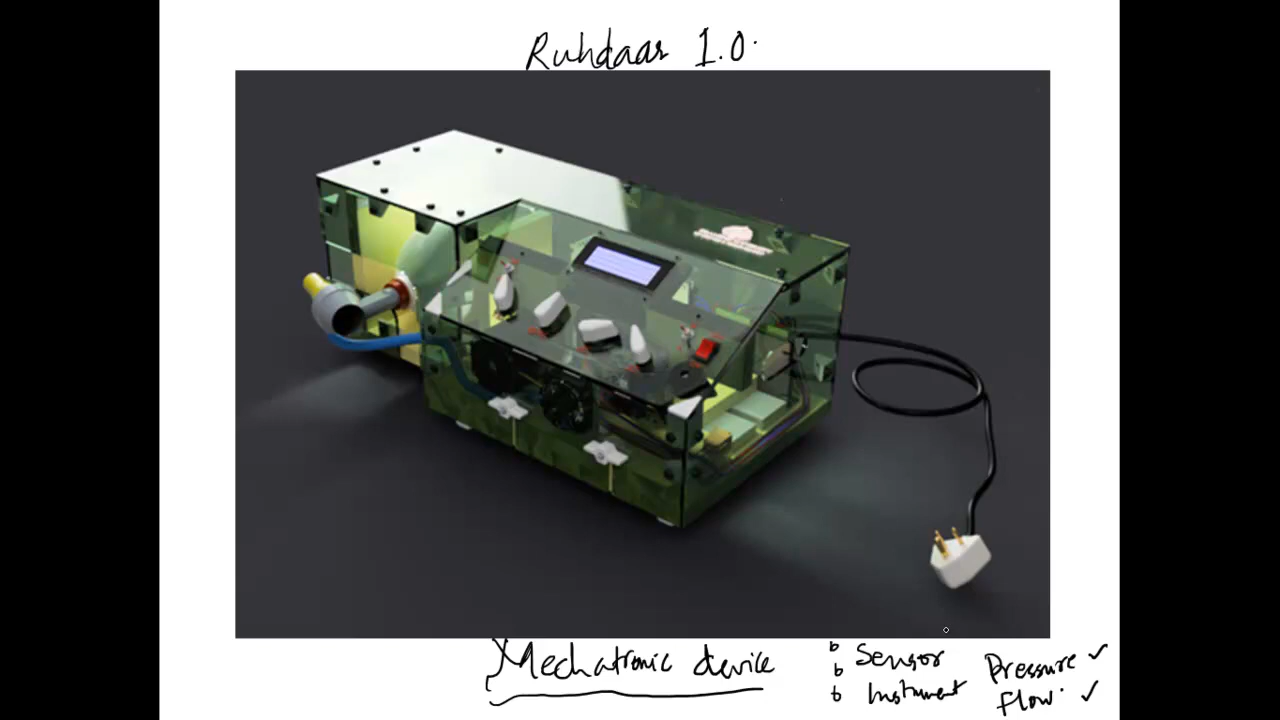 Ruhdaar 1.0.
Mechatronic device
Sensor
Instrument
Pressure ✓
flow. ✓